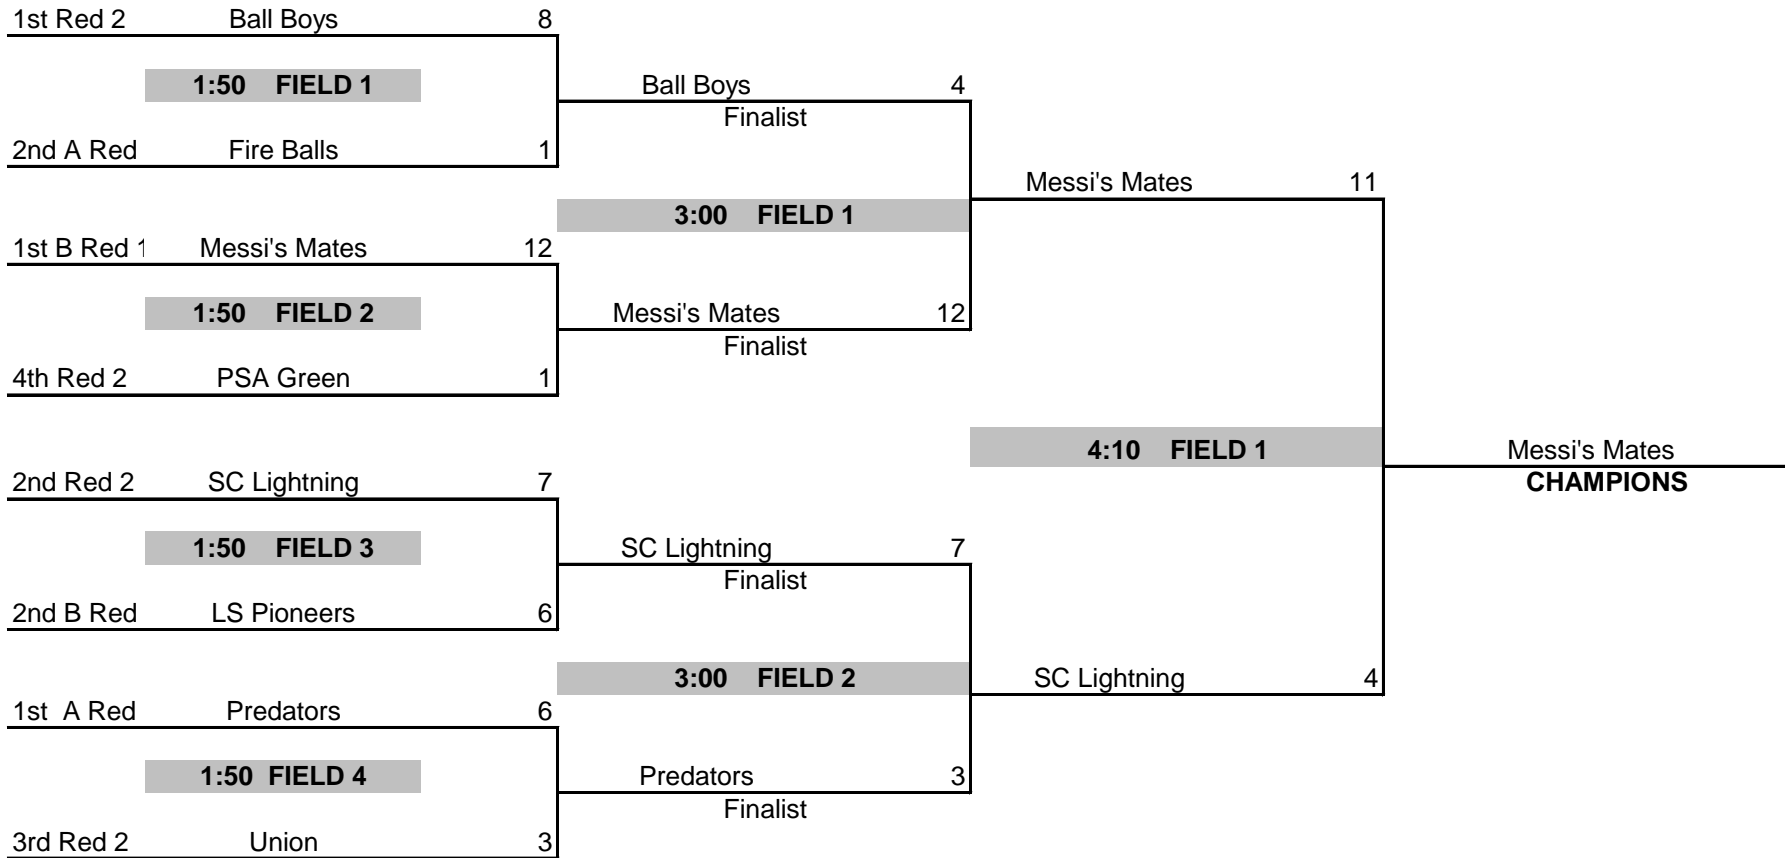 1st Red 2 Ball Boys 8
1:50 FIELD 1
Ball Boys 4
Finalist
2nd A Red Fire Balls 1
Messi's Mates 11
3:00 FIELD 1
1st B Red 1 Messi's Mates 12
1:50 FIELD 2
Messi's Mates 12
Finalist
4th Red 2 PSA Green 1
4:10 FIELD 1
Messi's Mates
CHAMPIONS
2nd Red 2 SC Lightning 7
1:50 FIELD 3
SC Lightning 7
Finalist
2nd B Red LS Pioneers 6
3:00 FIELD 2
SC Lightning 4
1st A Red Predators 6
1:50 FIELD 4
Predators 3
Finalist
3rd Red 2 Union 3